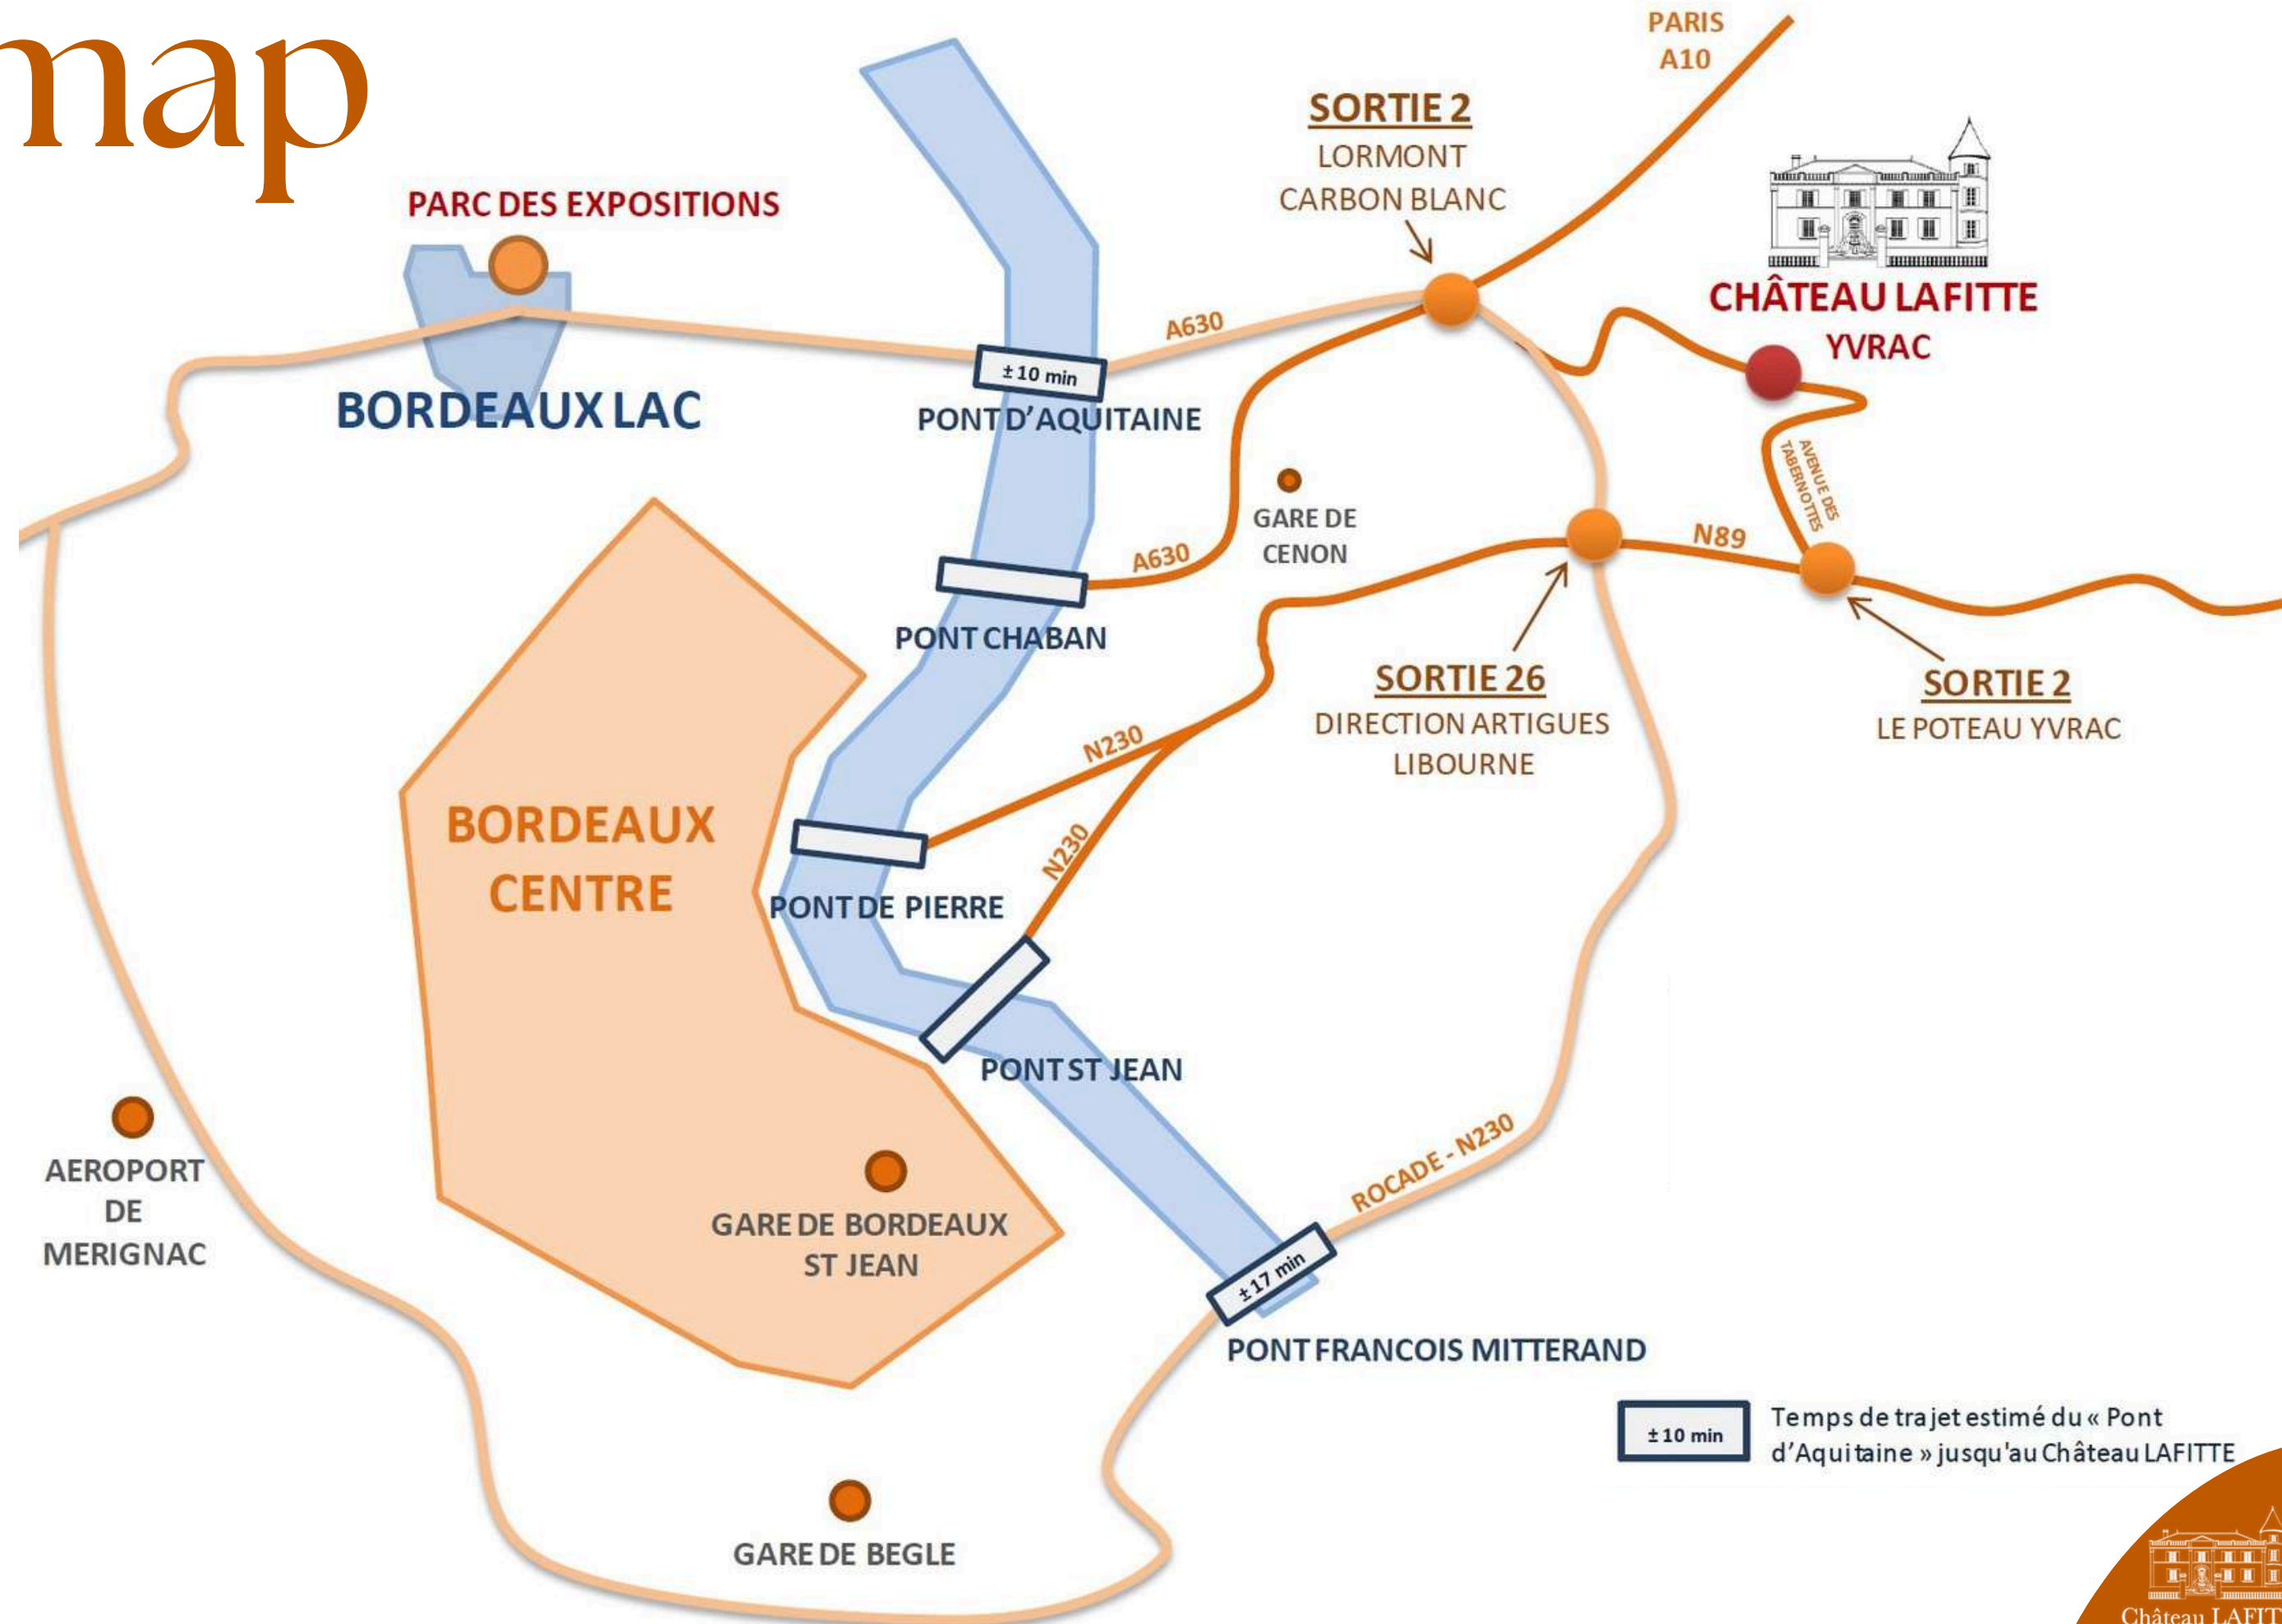 map
PARIS
A10
SORTIE 2
LORMONT
CARBON BLANC
PARC DES EXPOSITIONS
CHÂTEAU LAFITTE
YVRAC
A630
± 10 min
BORDEAUX LAC
PONT D'AQUITAINE
AVENUE DES
TABERNOTTES
GARE DE
CENON
N89
A630
PONT CHABAN
SORTIE 26
DIRECTION ARTIGUES
LIBOURNE
SORTIE 2
LE POTEAU YVRAC
N230
BORDEAUX
CENTRE
N230
PONT DE PIERRE
PONT ST JEAN
AEROPORT
DE
MERIGNAC
ROCADE - N230
GARE DE BORDEAUX
ST JEAN
± 17 min
PONT FRANCOIS MITTERAND
± 10 min
Temps de trajet estimé du « Pont
d'Aquitaine » jusqu'au Château LAFITTE
GARE DE BEGLE
Château